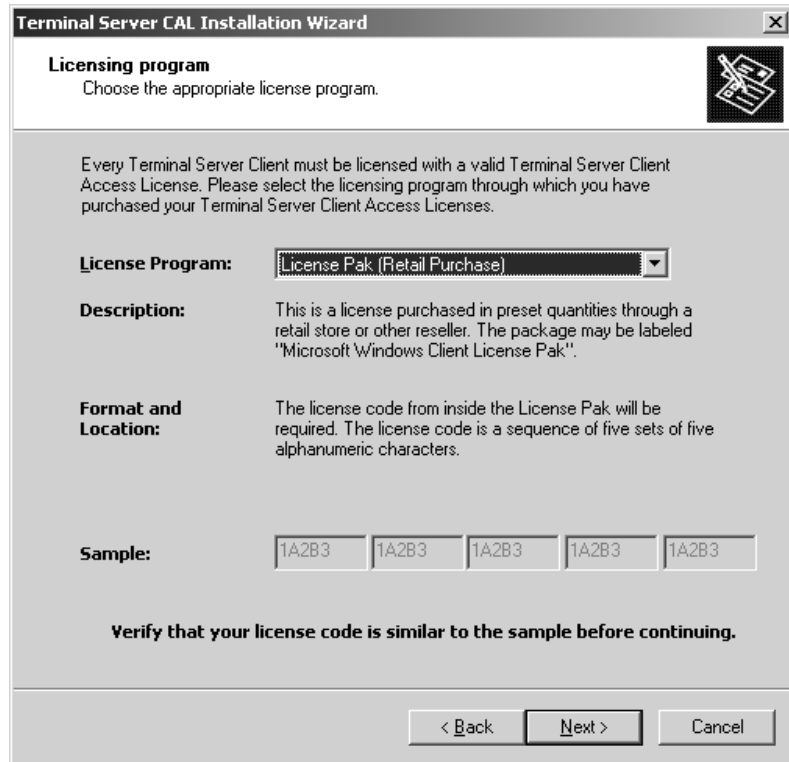 Terminal Server CAL Installation Wizard
Licensing program
Choose the appropriate license program.
Every Terminal Server Client must be licensed with a valid Terminal Server Client
Access License. Please select the licensing program through which you have
purchased your Terminal Server Client Access Licenses.
License Program:
License Pak (Retail Purchase)
Description:
This is a license purchased in preset quantities through a
retail store or other reseller. The package may be labeled
"Microsoft Windows Client License Pak".
Format and
Location:
The license code from inside the License Pak will be
required. The license code is a sequence of five sets of five
alphanumeric characters.
Sample:
1A2B3 1A2B3 1A2B3 1A2B3 1A2B3
Verify that your license code is similar to the sample before continuing.
< Back Next > Cancel